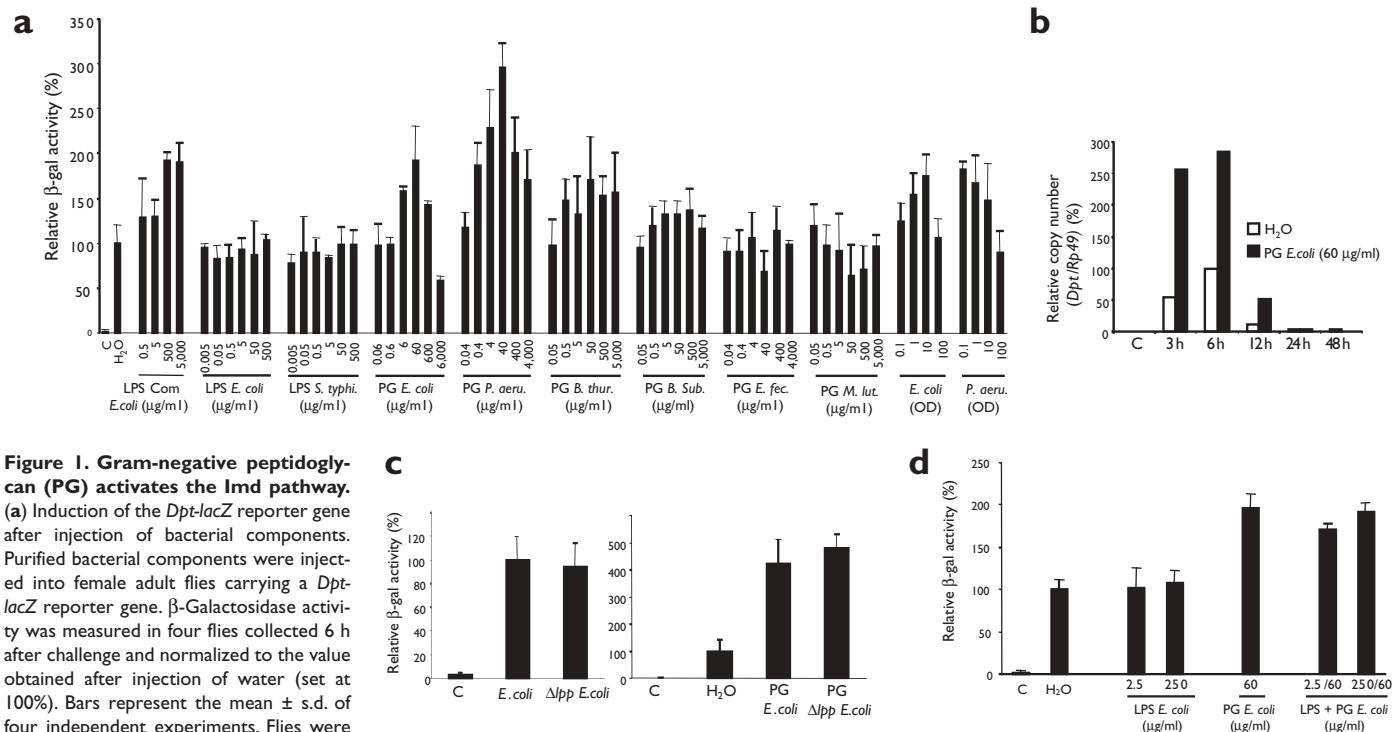 a
350
300
250
200
150
100
50
0
Relative β-gal activity (%)
C
H2O
0.5
5
500
5,000
0.005
0.05
0.5
5
50
500
0.005
0.05
0.5
5
50
500
0.06
0.6
6
60
600
6,000
0.04
0.4
4
40
400
4,000
0.05
0.5
5
50
500
5,000
0.05
0.5
5
50
500
5,000
0.04
0.4
4
40
400
4,000
0.05
0.5
5
50
500
5,000
0.1
1
10
100
0.1
1
10
100
LPS Com
E.coli (μg/ml)
LPS E. coli
(μg/ml)
LPS S. typhi.
(μg/ml)
PG E. coli
(μg/ml)
PG P. aeru.
(μg/ml)
PG B. thur.
(μg/ml)
PG B. Sub.
(μg/ml)
PG E. fec.
(μg/ml)
PG M. lut.
(μg/ml)
E. coli
(OD)
P. aeru.
(OD)
b
300
250
200
150
100
50
0
Relative copy number
(Dpt/Rp49) (%)
H2O
PG E.coli (60 μg/ml)
C 3h 6h 12h 24h 48h
Figure 1. Gram-negative peptidogly-
can (PG) activates the Imd pathway.
(a) Induction of the Dpt-lacZ reporter gene
after injection of bacterial components.
Purified bacterial components were inject-
ed into female adult flies carrying a Dpt-
lacZ reporter gene. β-Galactosidase activi-
ty was measured in four flies collected 6 h
after challenge and normalized to the value
obtained after injection of water (set at
100%). Bars represent the mean ± s.d. of
four independent experiments. Flies were
c
Relative β-gal activity (%)
120
100
80
60
40
20
0
C E.coli Δlpp E.coli
500
400
300
200
100
0
C H2O PG PG
E.coli Δlpp E.coli
d
Relative β-gal activity (%)
250
200
150
100
50
0
C H2O 2.5 250 60 2.5/60 250/60
LPS E. coli
(μg/ml)
PG E. coli
(μg/ml)
LPS + PG E. coli
(μg/ml)